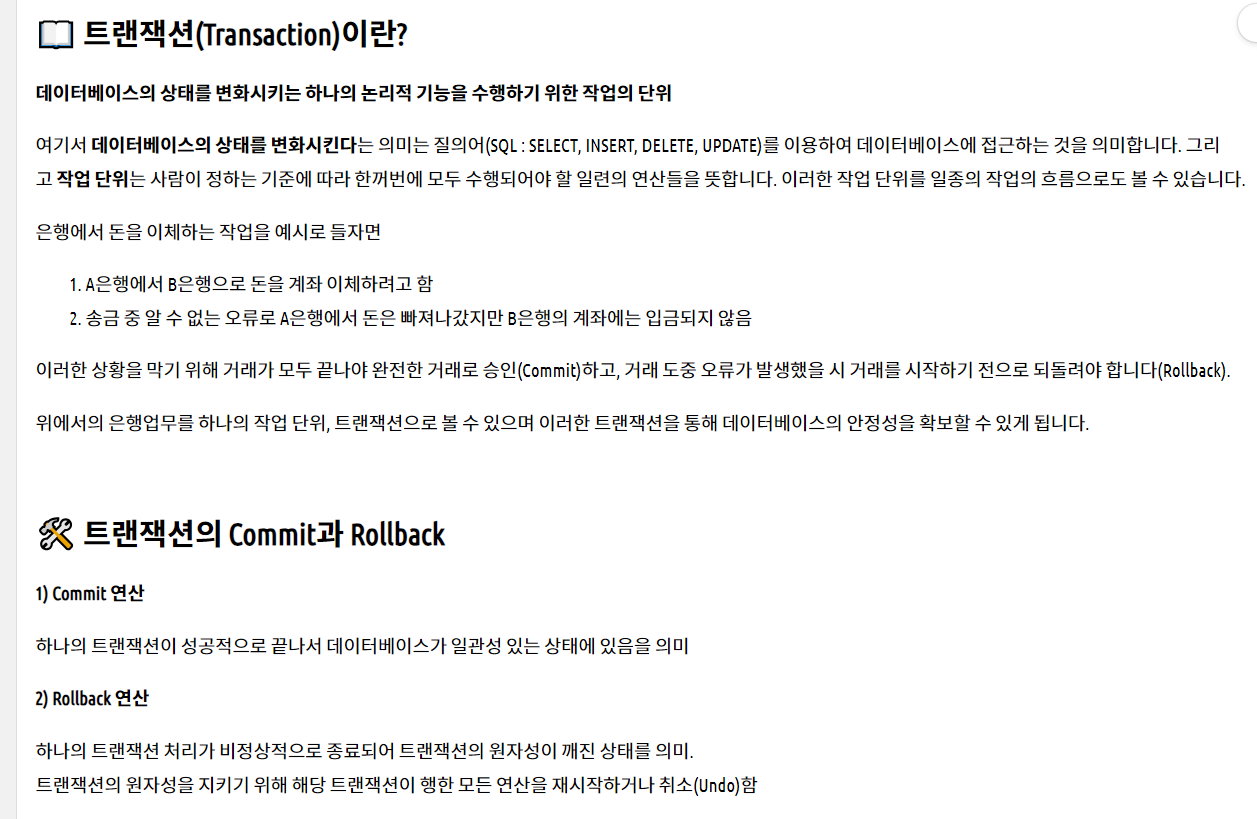 트랜잭션(Transaction)이란?
데이터베이스의 상태를 변화시키는 하나의 논리적 기능을 수행하기 위한 작업의 단위
여기서 데이터베이스의 상태를 변화시킨다는 의미는 질의어(SQL : SELECT, INSERT, DELETE, UPDATE)를 이용하여 데이터베이스에 접근하는 것을 의미합니다. 그리
고 작업 단위는 사람이 정하는 기준에 따라 한꺼번에 모두 수행되어야 할 일련의 연산들을 뜻합니다. 이러한 작업 단위를 일종의 작업의 흐름으로도 볼 수 있습니다.
은행에서 돈을 이체하는 작업을 예시로 들자면
1. A은행에서 B은행으로 돈을 계좌 이체하려고 함
2. 송금 중 알 수 없는 오류로 A은행에서 돈은 빠져나갔지만 B은행의 계좌에는 입금되지 않음
이러한 상황을 막기 위해 거래가 모두 끝나야 완전한 거래로 승인(Commit)하고, 거래 도중 오류가 발생했을 시 거래를 시작하기 전으로 되돌려야 합니다(Rollback).
위에서의 은행업무를 하나의 작업 단위, 트랜잭션으로 볼 수 있으며 이러한 트랜잭션을 통해 데이터베이스의 안정성을 확보할 수 있게 됩니다.
트랜잭션의 Commit과 Rollback
1) Commit 연산
하나의 트랜잭션이 성공적으로 끝나서 데이터베이스가 일관성 있는 상태에 있음을 의미
2) Rollback 연산
하나의 트랜잭션 처리가 비정상적으로 종료되어 트랜잭션의 원자성이 깨진 상태를 의미.
트랜잭션의 원자성을 지키기 위해 해당 트랜잭션이 행한 모든 연산을 재시작하거나 취소(Undo)함